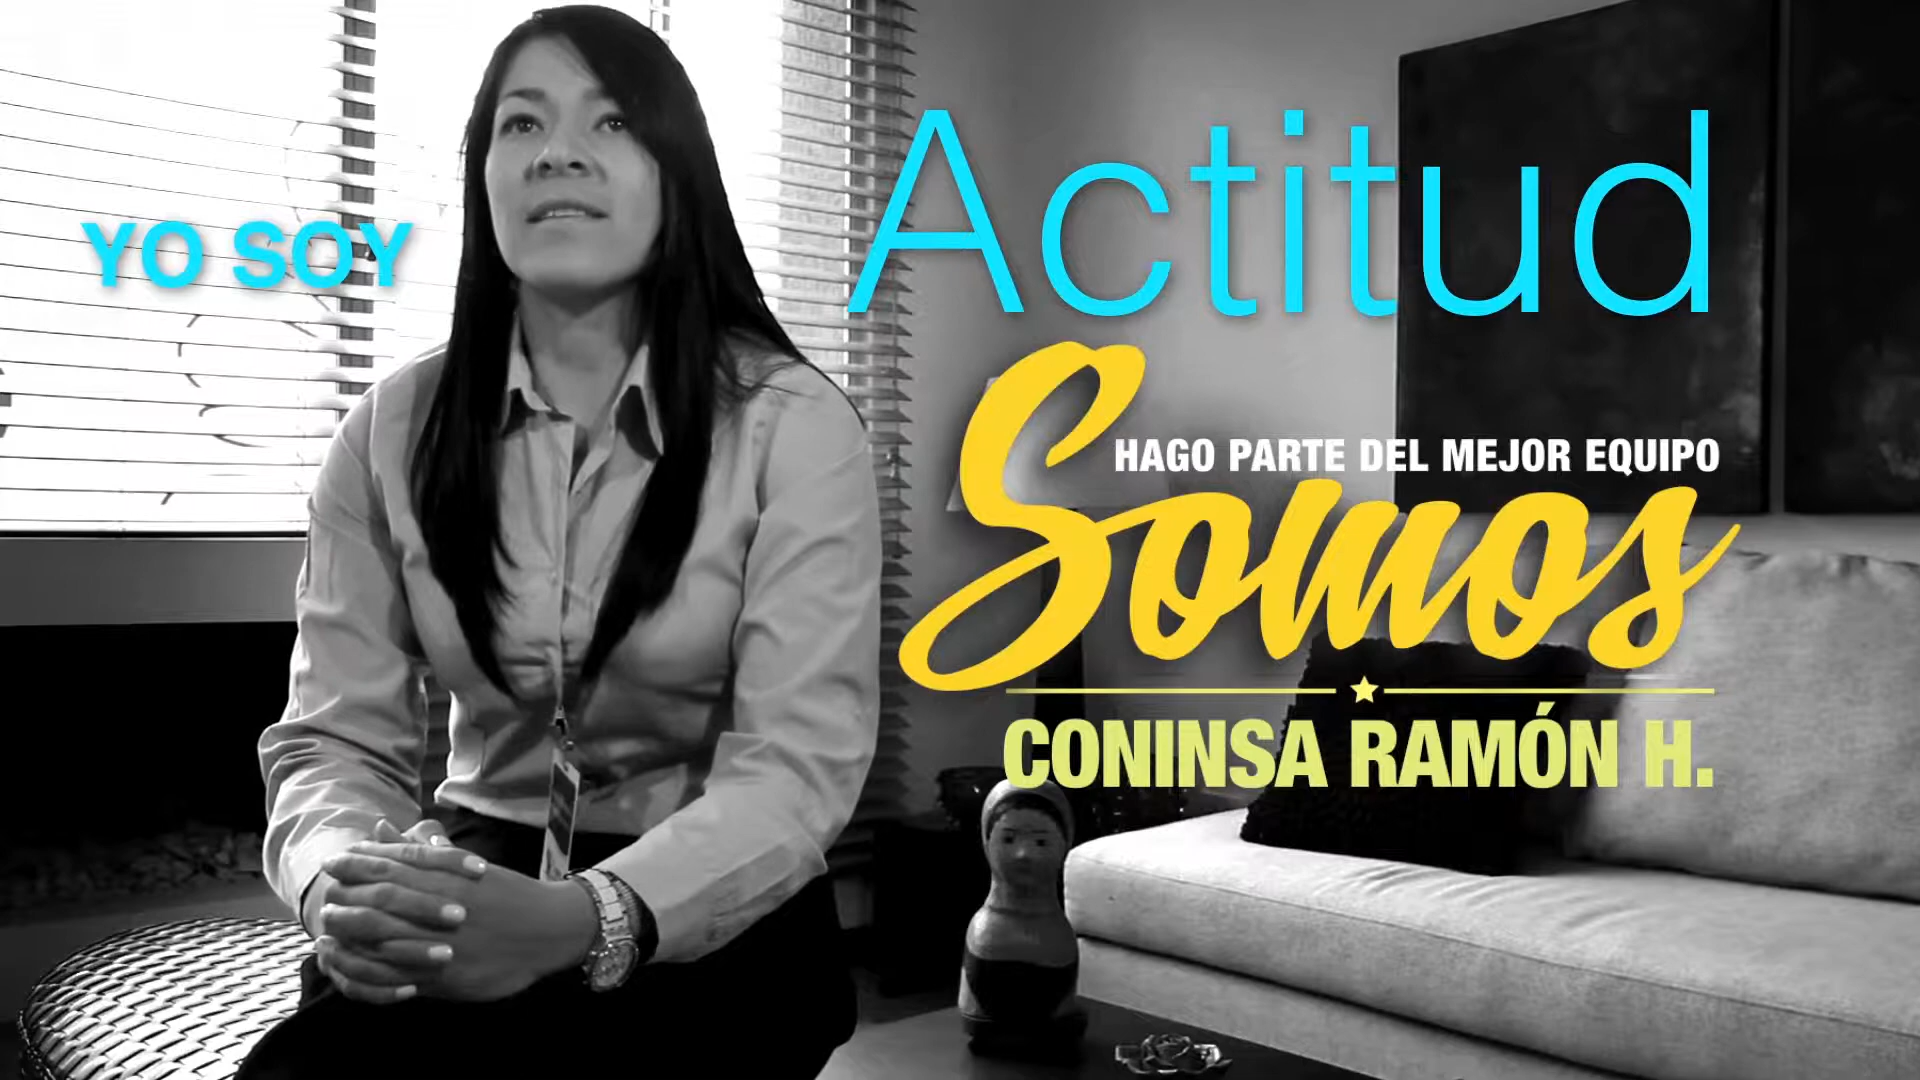 YO SOY
Actitud
HAGO PARTE DEL MEJOR EQUIPO
Somos
CONINSA RAMÓN H.